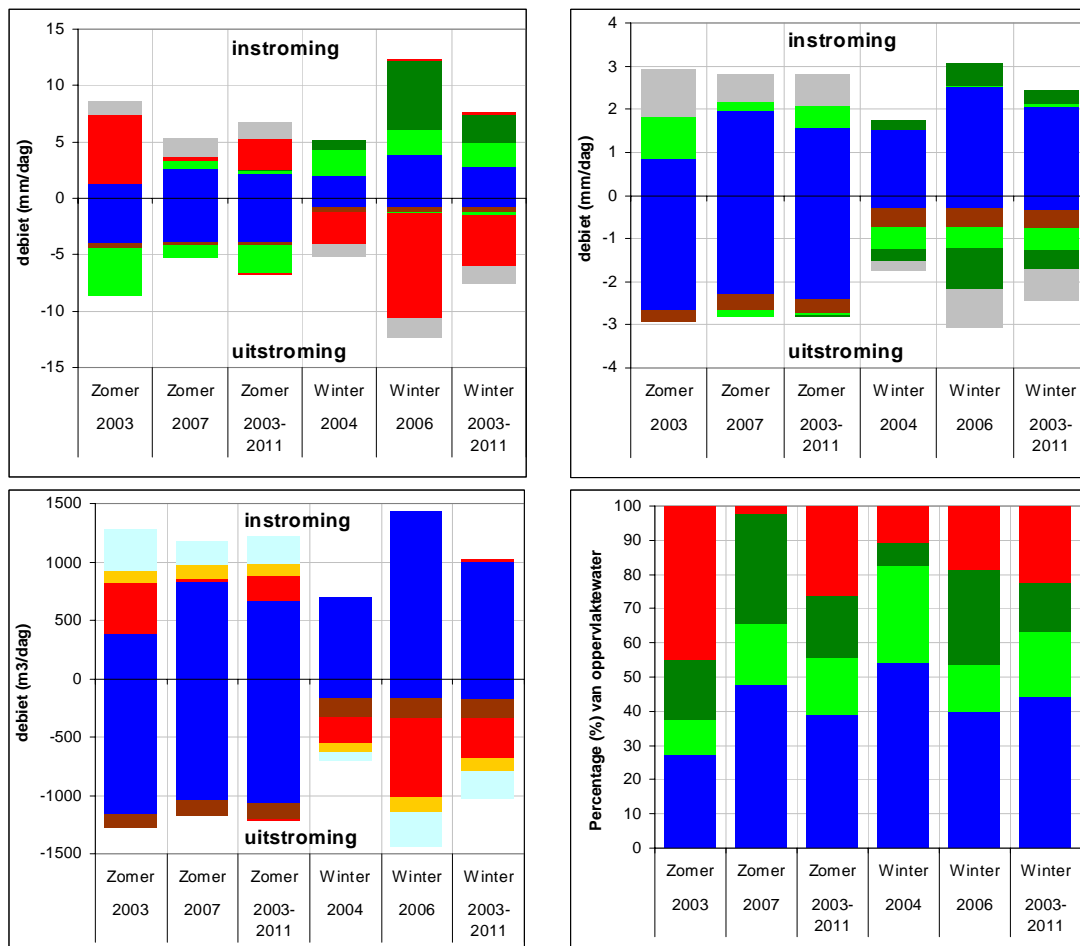 15
10
5
0
-5
-10
-15
debiet (mm/dag)
instroming
uitstroming
Zomer Zomer Zomer Winter Winter Winter
2003 2007 2003-2011 2004 2006 2003-2011
4
3
2
1
0
-1
-2
-3
-4
debiet (mm/dag)
instroming
uitstroming
Zomer Zomer Zomer Winter Winter Winter
2003 2007 2003-2011 2004 2006 2003-2011
1500
1000
500
0
-500
-1000
-1500
debiet (m3/dag)
instroming
uitstroming
Zomer Zomer Zomer Winter Winter Winter
2003 2007 2003-2011 2004 2006 2003-2011
100
90
80
70
60
50
40
30
20
10
0
Percentage (%) van oppervlaktewater
Zomer Zomer Zomer Winter Winter Winter
2003 2007 2003-2011 2004 2006 2003-2011